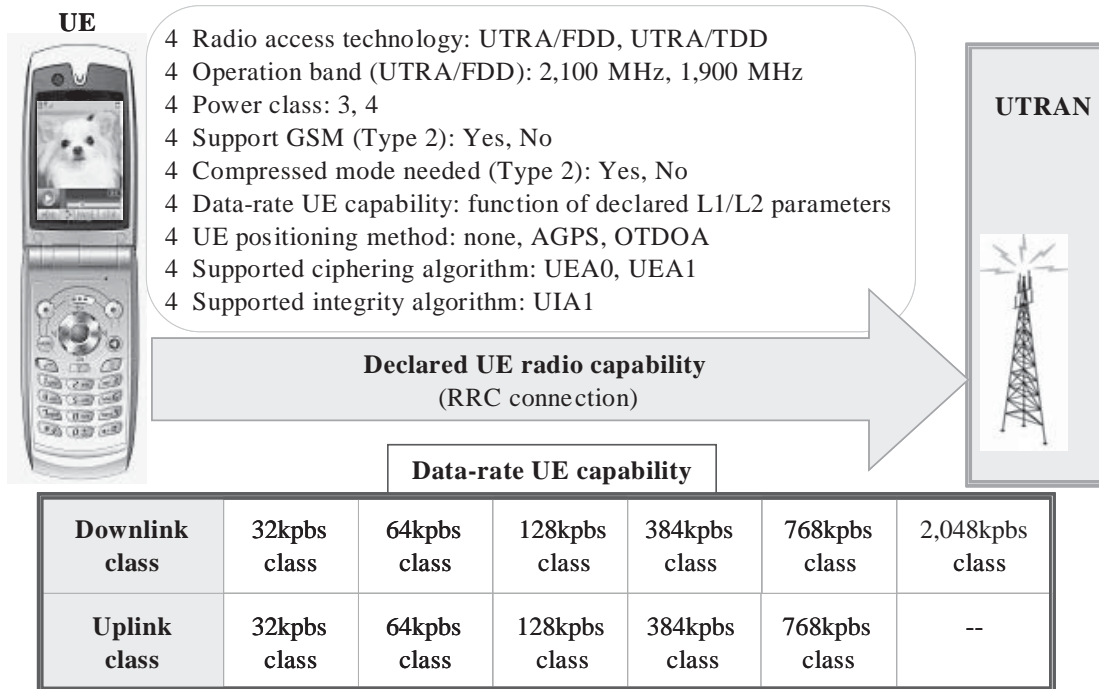 UE
4 Radio access technology: UTRA/FDD, UTRA/TDD
4 Operation band (UTRA/FDD): 2,100 MHz, 1,900 MHz
4 Power class: 3, 4
4 Support GSM (Type 2): Yes, No
4 Compressed mode needed (Type 2): Yes, No
4 Data-rate UE capability: function of declared L1/L2 parameters
4 UE positioning method: none, AGPS, OTDOA
4 Supported ciphering algorithm: UEA0, UEA1
4 Supported integrity algorithm: UIA1
UTRAN
Declared UE radio capability
(RRC connection)
Data-rate UE capability
Downlink class 32kpbs class 64kpbs class 128kpbs class 384kpbs class 768kpbs class 2,048kpbs class
Uplink class 32kpbs class 64kpbs class 128kpbs class 384kpbs class 768kpbs class --